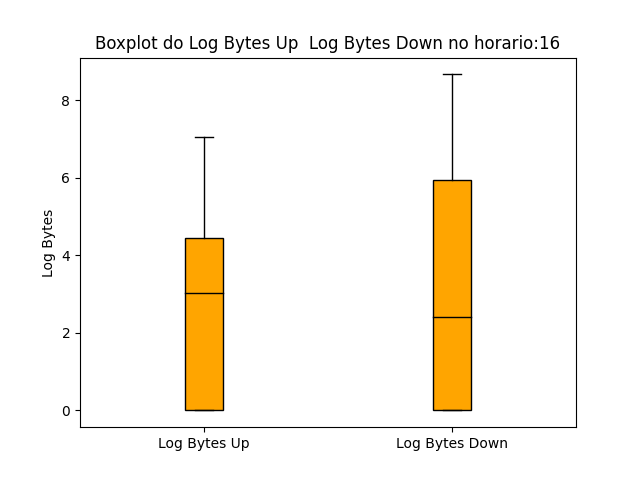 Boxplot do Log Bytes Up  Log Bytes Down no horario:16
8
6
4
2
0
Log Bytes
Log Bytes Up
Log Bytes Down